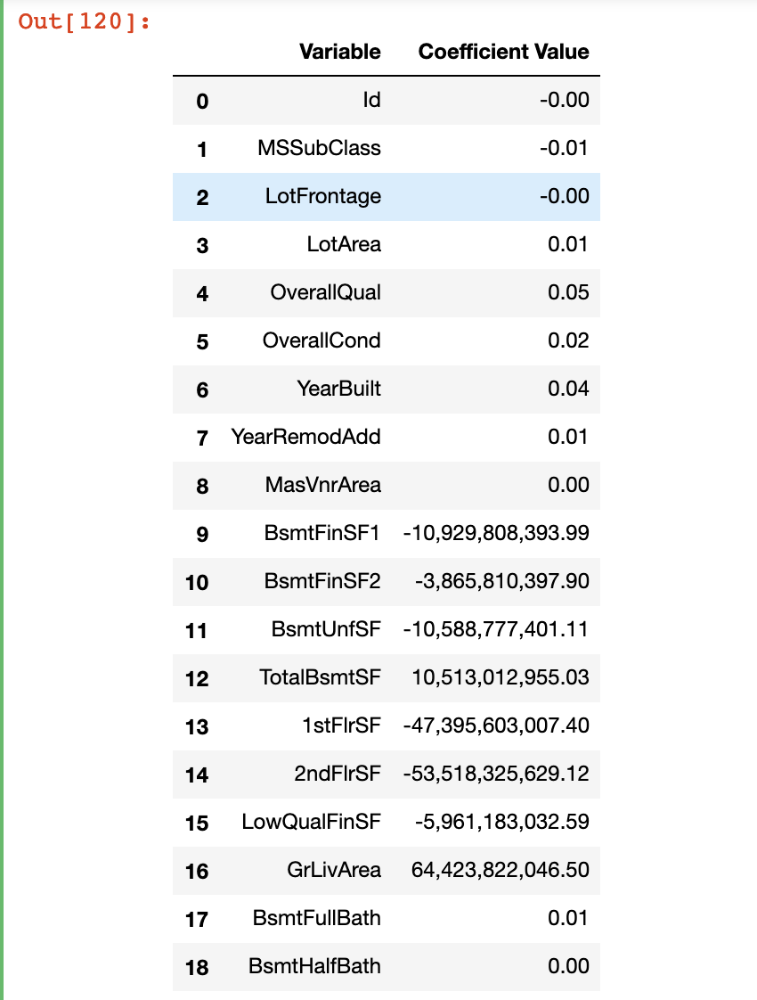 Out[120]:
Variable Coefficient Value
0 Id -0.00
1 MSSubClass -0.01
2 LotFrontage -0.00
3 LotArea 0.01
4 OverallQual 0.05
5 OverallCond 0.02
6 YearBuilt 0.04
7 YearRemodAdd 0.01
8 MasVnrArea 0.00
9 BsmtFinSF1 -10,929,808,393.99
10 BsmtFinSF2 -3,865,810,397.90
11 BsmtUnfSF -10,588,777,401.11
12 TotalBsmtSF 10,513,012,955.03
13 1stFlrSF -47,395,603,007.40
14 2ndFlrSF -53,518,325,629.12
15 LowQualFinSF -5,961,183,032.59
16 GrLivArea 64,423,822,046.50
17 BsmtFullBath 0.01
18 BsmtHalfBath 0.00